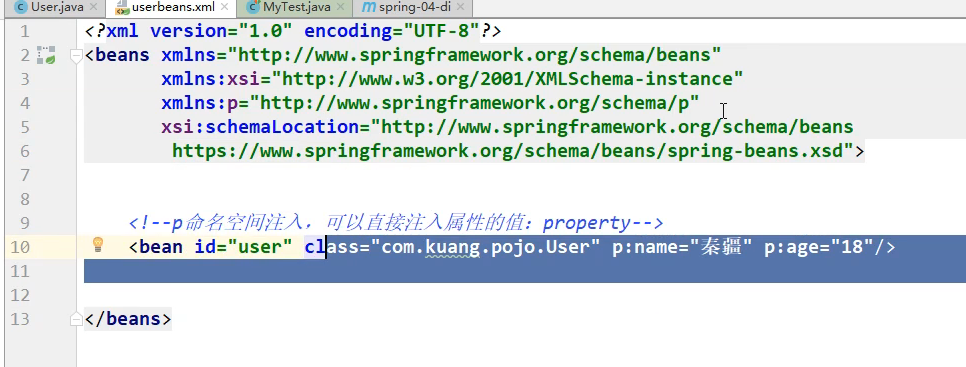 User.java userbeans.xml MyTest.java spring-04-di
1 <?xml version="1.0" encoding="UTF-8"?>
2 <beans xmlns="http://www.springframework.org/schema/beans"
3 xmlns:xsi="http://www.w3.org/2001/XMLSchema-instance"
4 xmlns:p="http://www.springframework.org/schema/p"
5 xsi:schemaLocation="http://www.springframework.org/schema/beans
6 https://www.springframework.org/schema/beans/spring-beans.xsd">
7
8
9 <!--p命名空间注入，可以直接注入属性的值：property-->
10 <bean id="user" class="com.kuang.pojo.User" p:name="秦疆" p:age="18"/>
11
12
13 </beans>